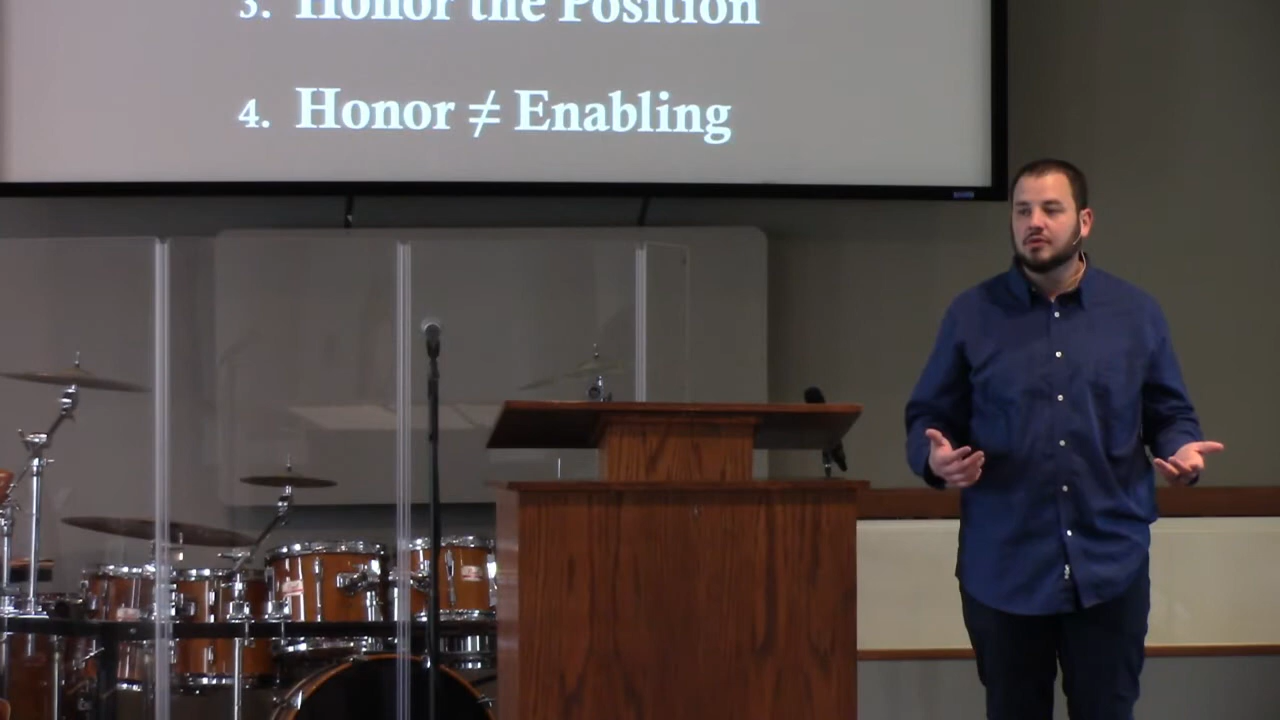 3. Honor the Position
4. Honor ≠ Enabling